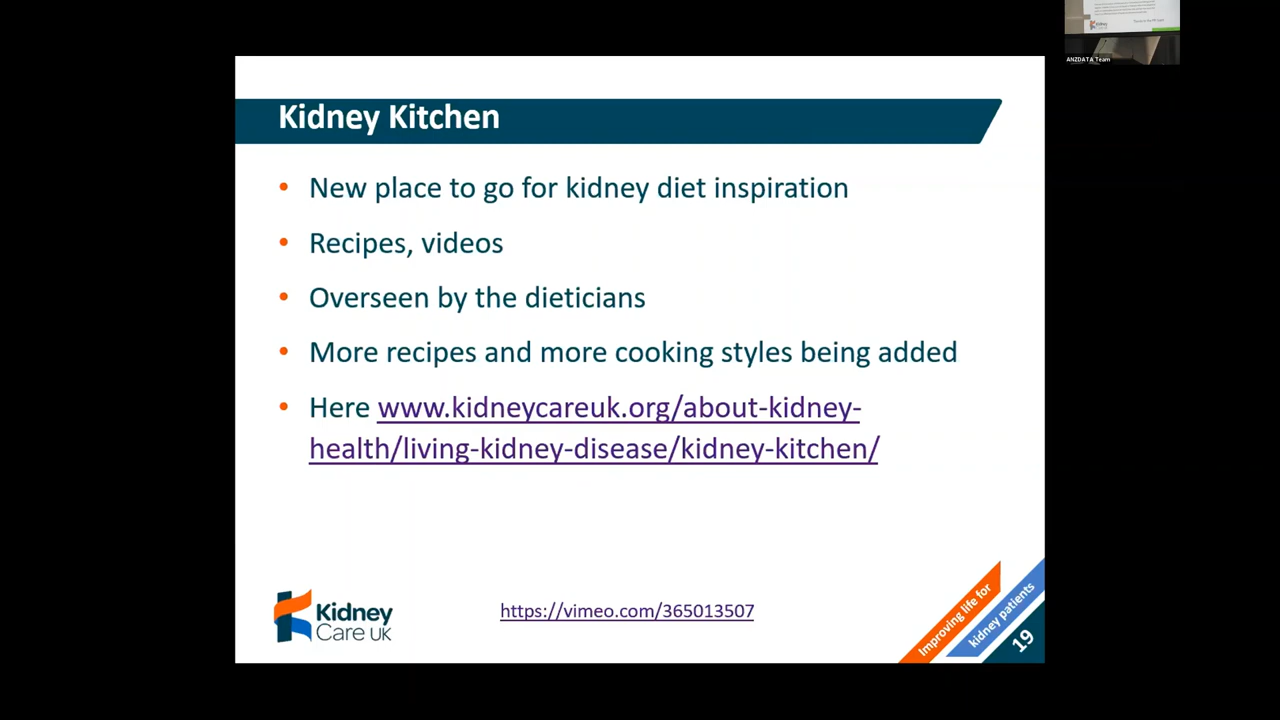 Kidney Kitchen
• New place to go for kidney diet inspiration
• Recipes, videos
• Overseen by the dieticians
• More recipes and more cooking styles being added
• Here www.kidneycareuk.org/about-kidney-
health/living-kidney-disease/kidney-kitchen/
Kidney
Care UK
https://vimeo.com/365013507
Improving life for
kidney patients
19
ANZDATA Team